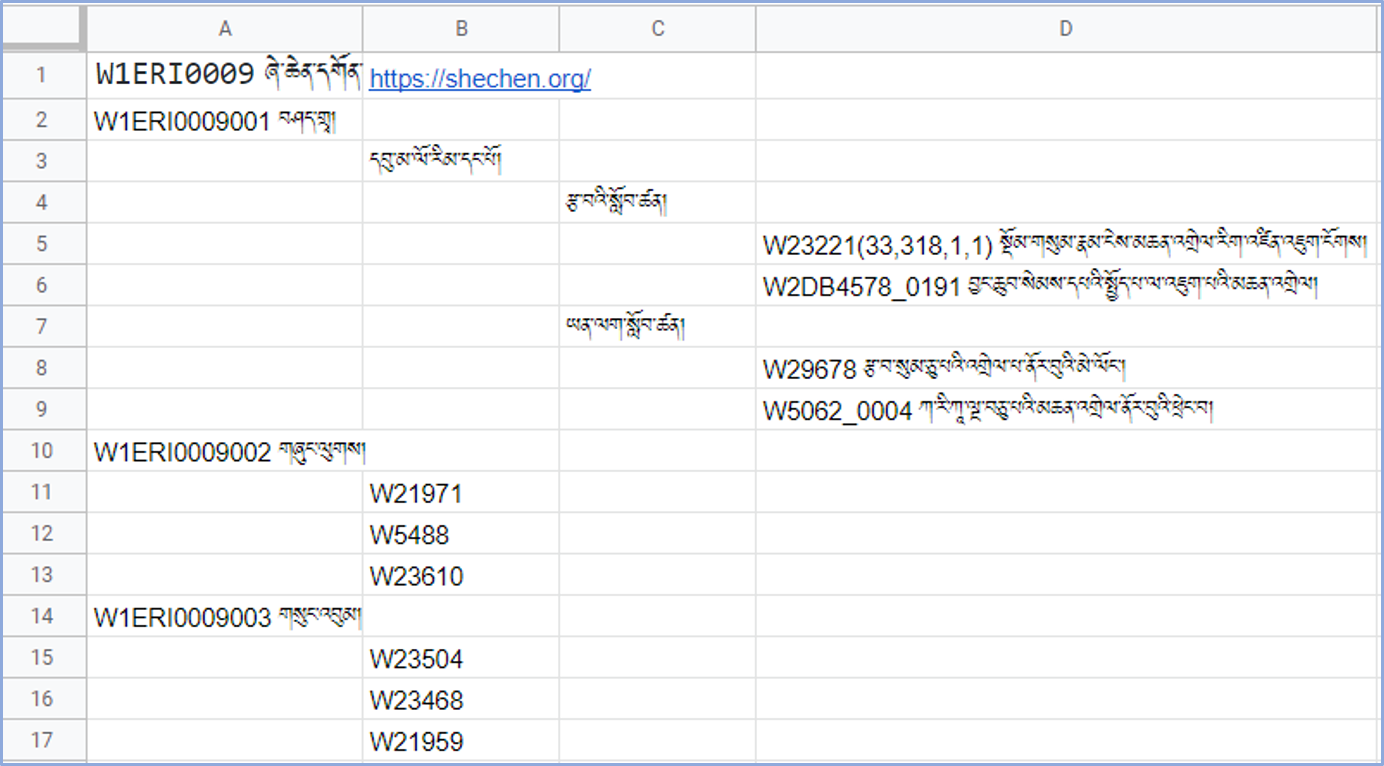 A B C D
1 W1ERI0009 ཞེ་ཆེན་དགོན་ https://shechen.org/
2 W1ERI0009001 བཤད་གྲྭ།
3 དབུ་མ་ལོ་རིམ་དང་པོ།
4 རྩ་བའི་སློབ་ཚན།
5 W23221(33,318,1,1) སྡོམ་གསུམ་རྣམ་ངེས་མཆན་འགྲེལ་རིག་འཛིན་འཇུག་ངོགས།
6 W2DB4578_0191 བྱང་ཆུབ་སེམས་དཔའི་སྤྱོད་པ་ལ་འཇུག་པའི་མཆན་འགྲེལ།
7 ཡན་ལག་སློབ་ཚན།
8 W29678 རྩ་བ་སུམ་ཅུ་པའི་འགྲེལ་པ་ནོར་བུའི་མེ་ལོང་།
9 W5062_0004 ཀ་རི་ཀཱ་ལྔ་བཅུ་པའི་མཆན་འགྲེལ་ནོར་བུའི་ཕྲེང་བ།
10 W1ERI0009002 གཞུང་ལུགས།
11 W21971
12 W5488
13 W23610
14 W1ERI0009003 གསུང་འབུམ།
15 W23504
16 W23468
17 W21959